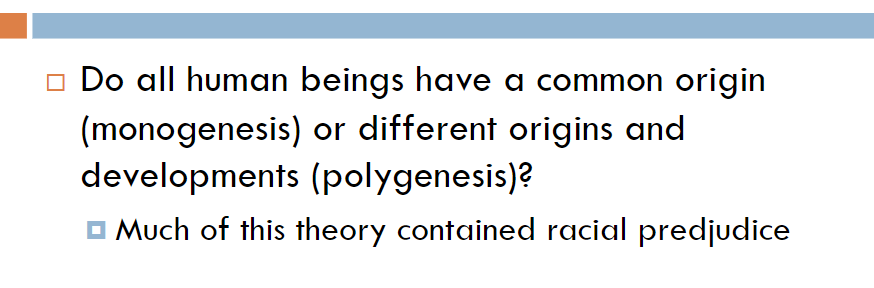 Do all human beings have a common origin
(monogenesis) or different origins and
developments (polygenesis)?
Much of this theory contained racial predjudice